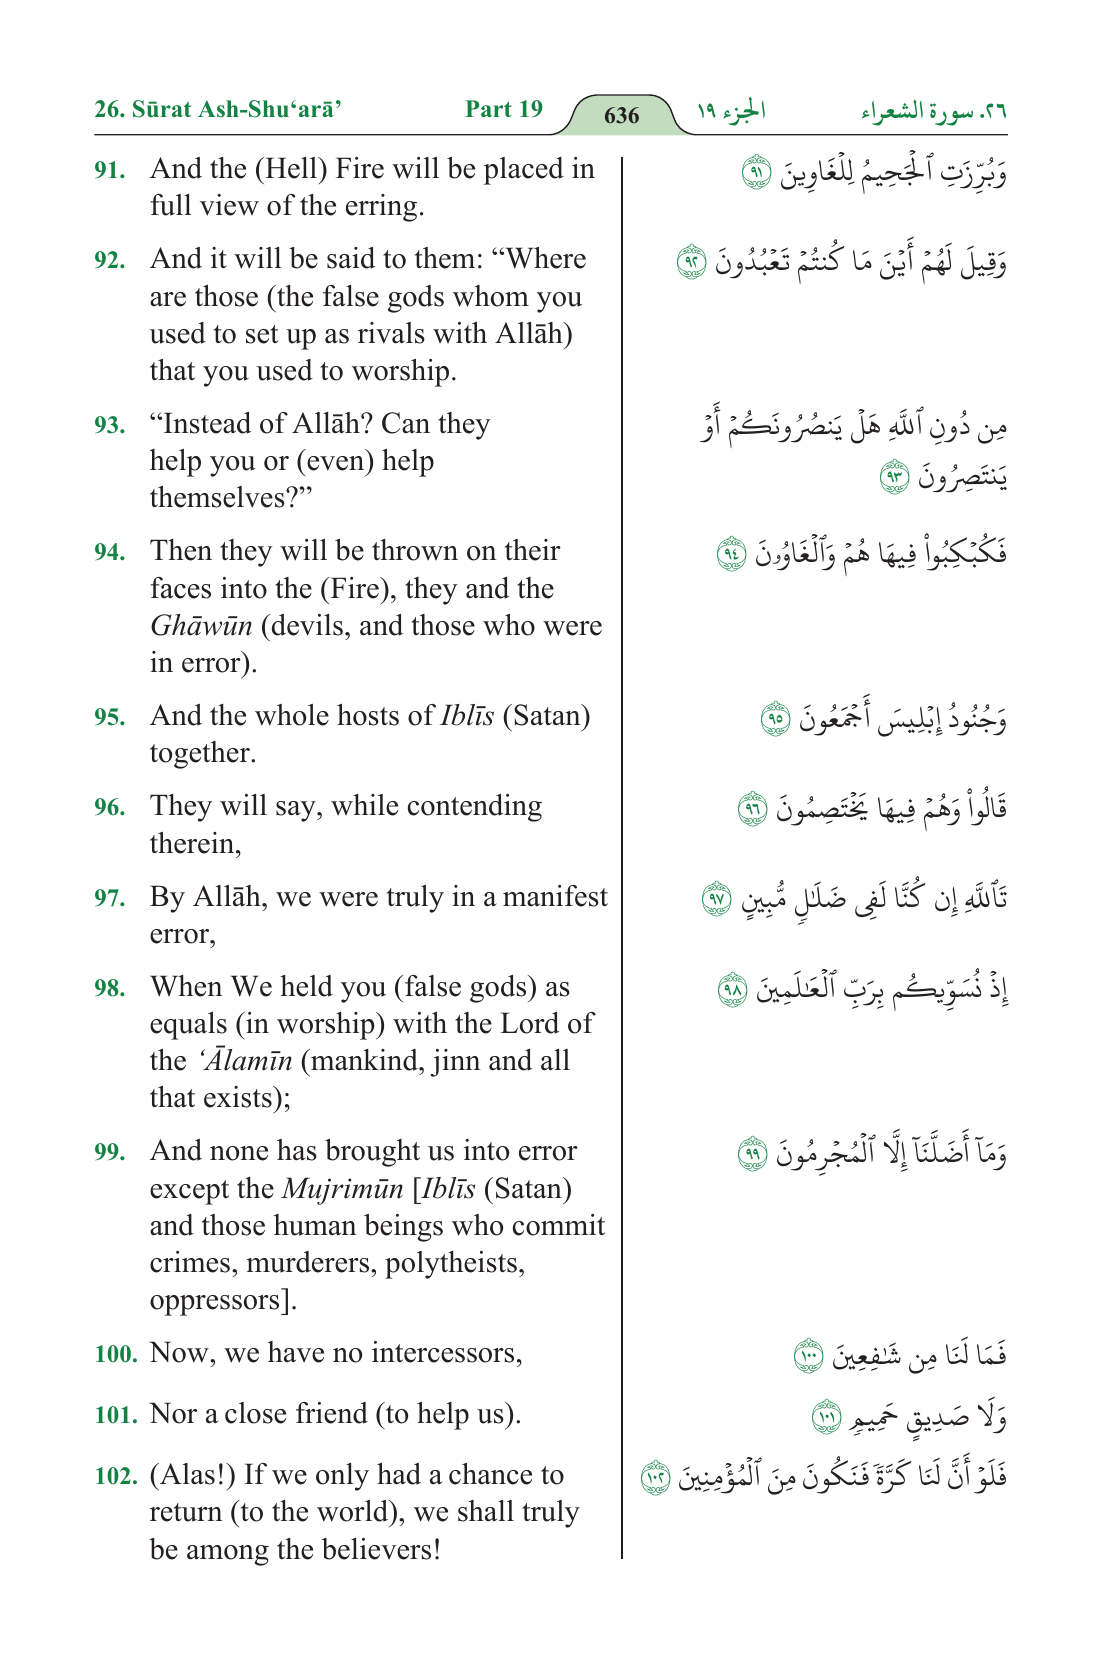 26. Sūrat Ash-Shu‘arā’ Part 19 636 الجزء ١٩ ٢٦. سورة الشعراء
91. And the (Hell) Fire will be placed in
full view of the erring.
وَبُرِّزَتِ ٱلْجَحِيمُ لِلْغَاوِينَ ٩١
92. And it will be said to them: “Where
are those (the false gods whom you
used to set up as rivals with Allāh)
that you used to worship.
وَقِيلَ لَهُمْ أَيْنَ مَا كُنتُمْ تَعْبُدُونَ ٩٢
93. “Instead of Allāh? Can they
help you or (even) help
themselves?”
مِن دُونِ ٱللَّهِ هَلْ يَنصُرُونَكُمْ أَوْ
يَنتَصِرُونَ ٩٣
94. Then they will be thrown on their
faces into the (Fire), they and the
Ghāwūn (devils, and those who were
in error).
فَكُبْكِبُوا۟ فِيهَا هُمْ وَٱلْغَاوُۥنَ ٩٤
95. And the whole hosts of Iblīs (Satan)
together.
وَجُنُودُ إِبْلِيسَ أَجْمَعُونَ ٩٥
96. They will say, while contending
therein,
قَالُوا۟ وَهُمْ فِيهَا يَخْتَصِمُونَ ٩٦
97. By Allāh, we were truly in a manifest
error,
تَٱللَّهِ إِن كُنَّا لَفِى ضَلَـٰلٍ مُّبِينٍ ٩٧
98. When We held you (false gods) as
equals (in worship) with the Lord of
the ‘Ālamīn (mankind, jinn and all
that exists);
إِذْ نُسَوِّيكُم بِرَبِّ ٱلْعَـٰلَمِينَ ٩٨
99. And none has brought us into error
except the Mujrimūn [Iblīs (Satan)
and those human beings who commit
crimes, murderers, polytheists,
oppressors].
وَمَآ أَضَلَّنَآ إِلَّا ٱلْمُجْرِمُونَ ٩٩
100. Now, we have no intercessors,
فَمَا لَنَا مِن شَـٰفِعِينَ ١٠٠
101. Nor a close friend (to help us).
وَلَا صَدِيقٍ حَمِيمٍ ١٠١
102. (Alas!) If we only had a chance to
return (to the world), we shall truly
be among the believers!
فَلَوْ أَنَّ لَنَا كَرَّةً فَنَكُونَ مِنَ ٱلْمُؤْمِنِينَ ١٠٢